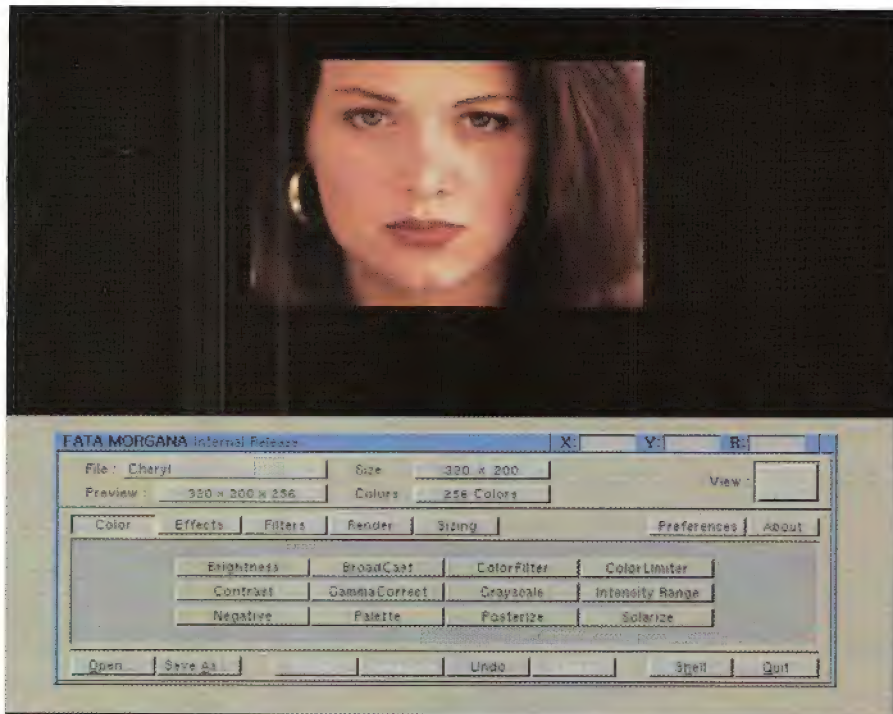 FATA MORGANA Internal Release X: Y: R:
File : Cheryl Size 320 x 200 View :
Preview : 320 x 200 x 256 Colors 256 Colors
Color Effects Filters Render Sizing Preferences About
Brightness BroadCast ColorFilter ColorLimiter
Contrast GammaCorrect Grayscale Intensity Range
Negative Palette Posterize Solarize
Open... Save As... Undo Shell Quit